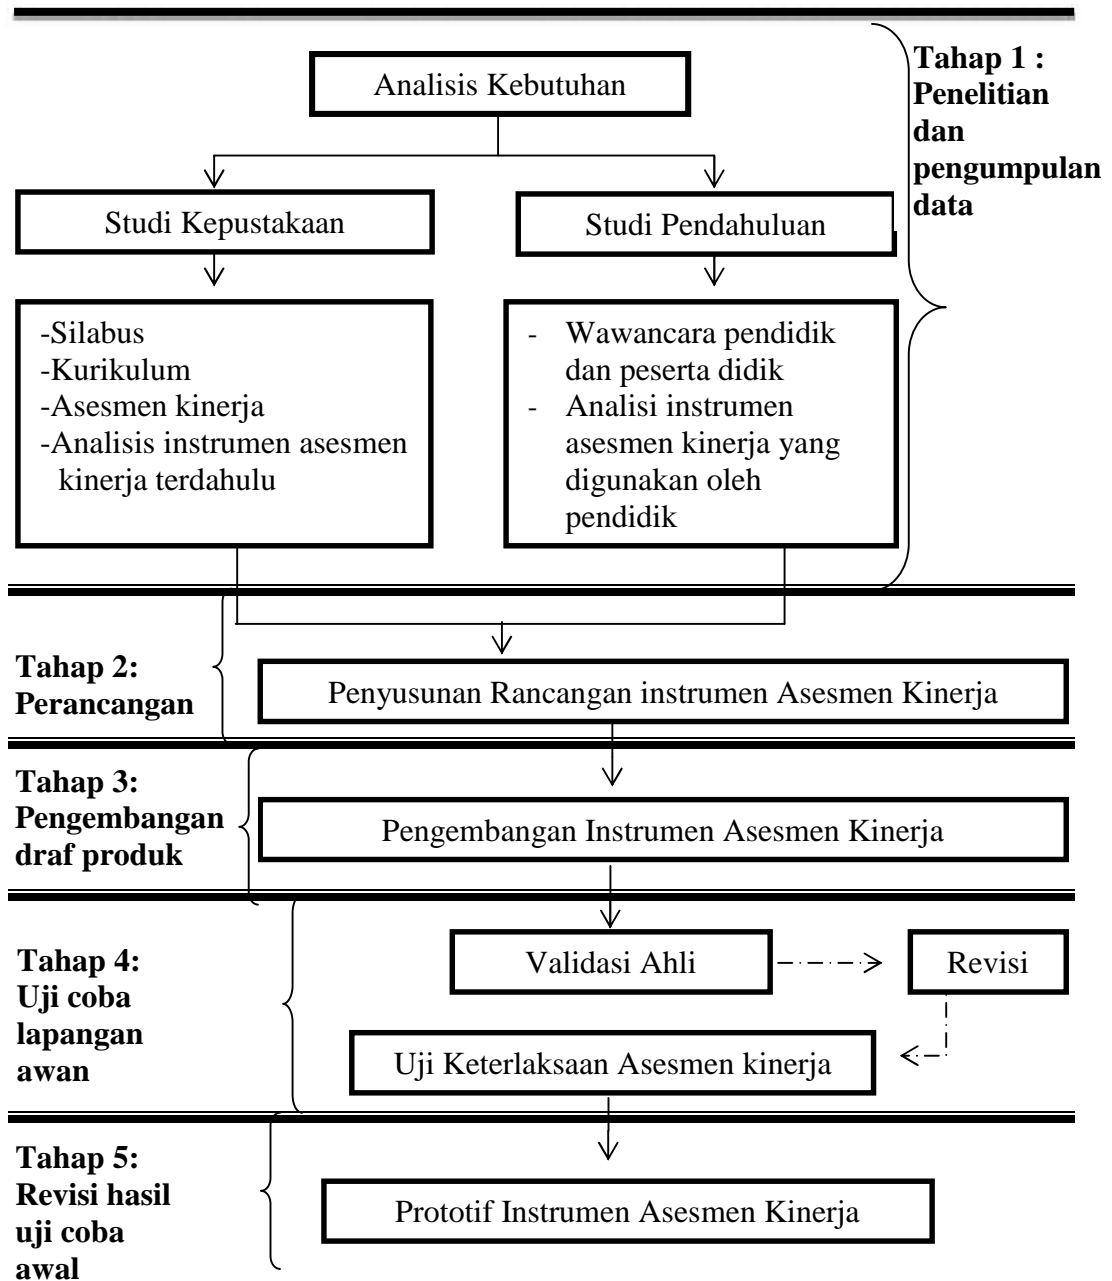 Analisis Kebutuhan
Tahap 1 :
Penelitian
dan
pengumpulan
data
Studi Kepustakaan
Studi Pendahuluan
-Silabus
-Kurikulum
-Asesmen kinerja
-Analisis instrumen asesmen
kinerja terdahulu
- Wawancara pendidik
dan peserta didik
- Analisi instrumen
asesmen kinerja yang
digunakan oleh
pendidik
Tahap 2:
Perancangan
Penyusunan Rancangan instrumen Asesmen Kinerja
Tahap 3:
Pengembangan
draf produk
Pengembangan Instrumen Asesmen Kinerja
Tahap 4:
Uji coba
lapangan
awan
Validasi Ahli
Revisi
Uji Keterlaksaan Asesmen kinerja
Tahap 5:
Revisi hasil
uji coba
awal
Prototif Instrumen Asesmen Kinerja